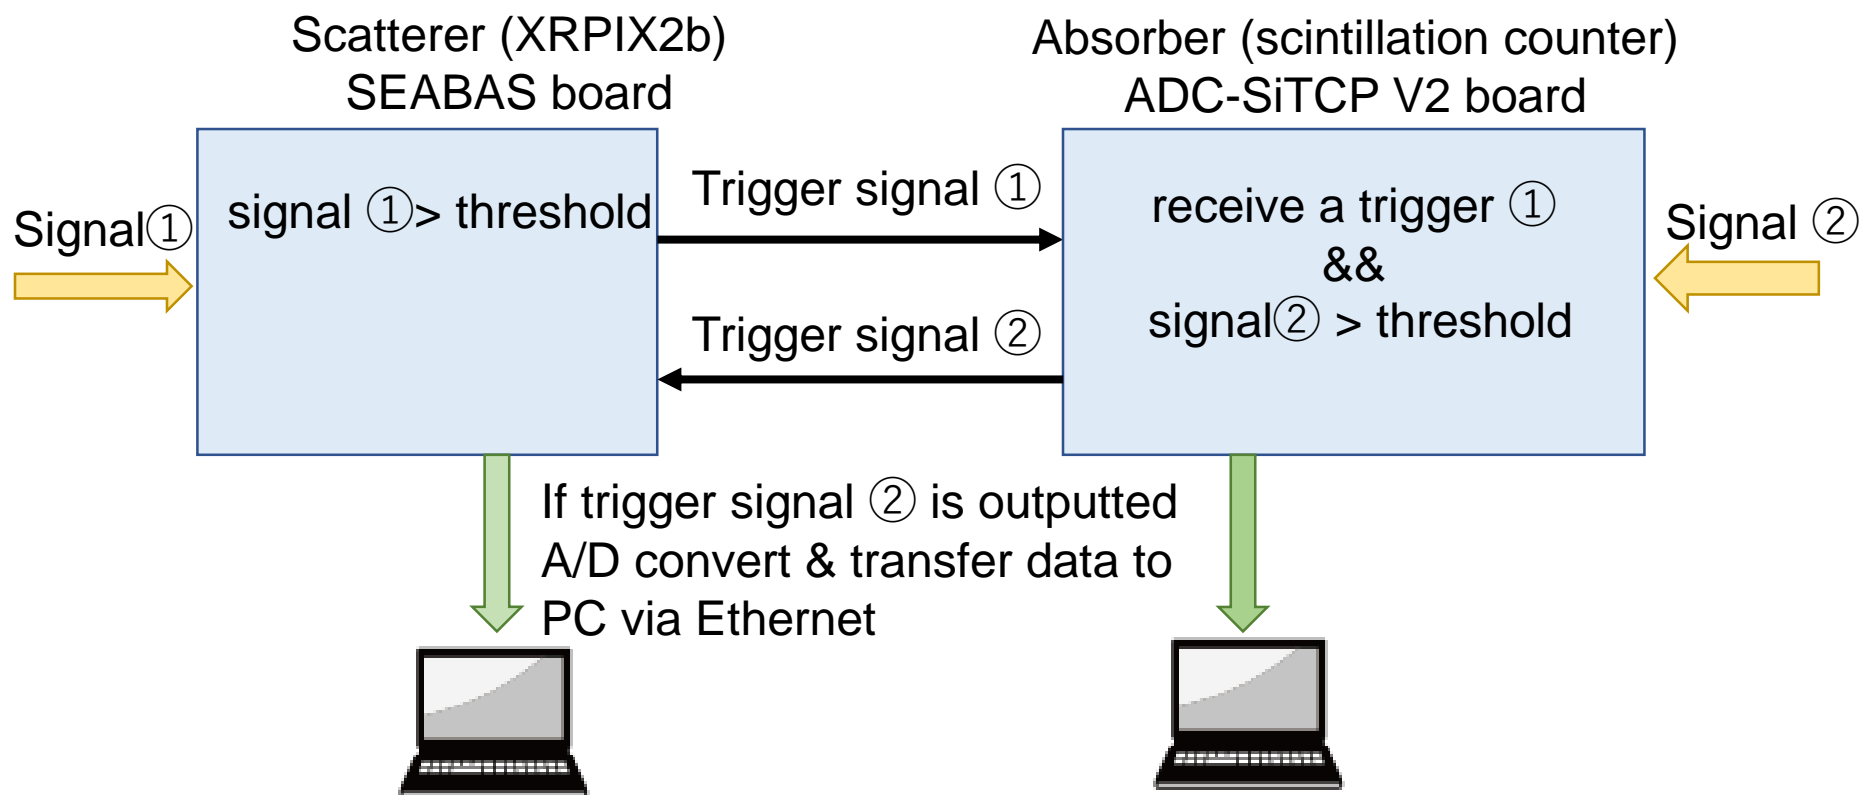 Scatterer (XRPIX2b)
SEABAS board
Absorber (scintillation counter)
ADC-SiTCP V2 board
Signal①
signal ①> threshold
Trigger signal ①
Trigger signal ②
receive a trigger ①
&&
signal② > threshold
Signal ②
If trigger signal ② is outputted
A/D convert & transfer data to
PC via Ethernet